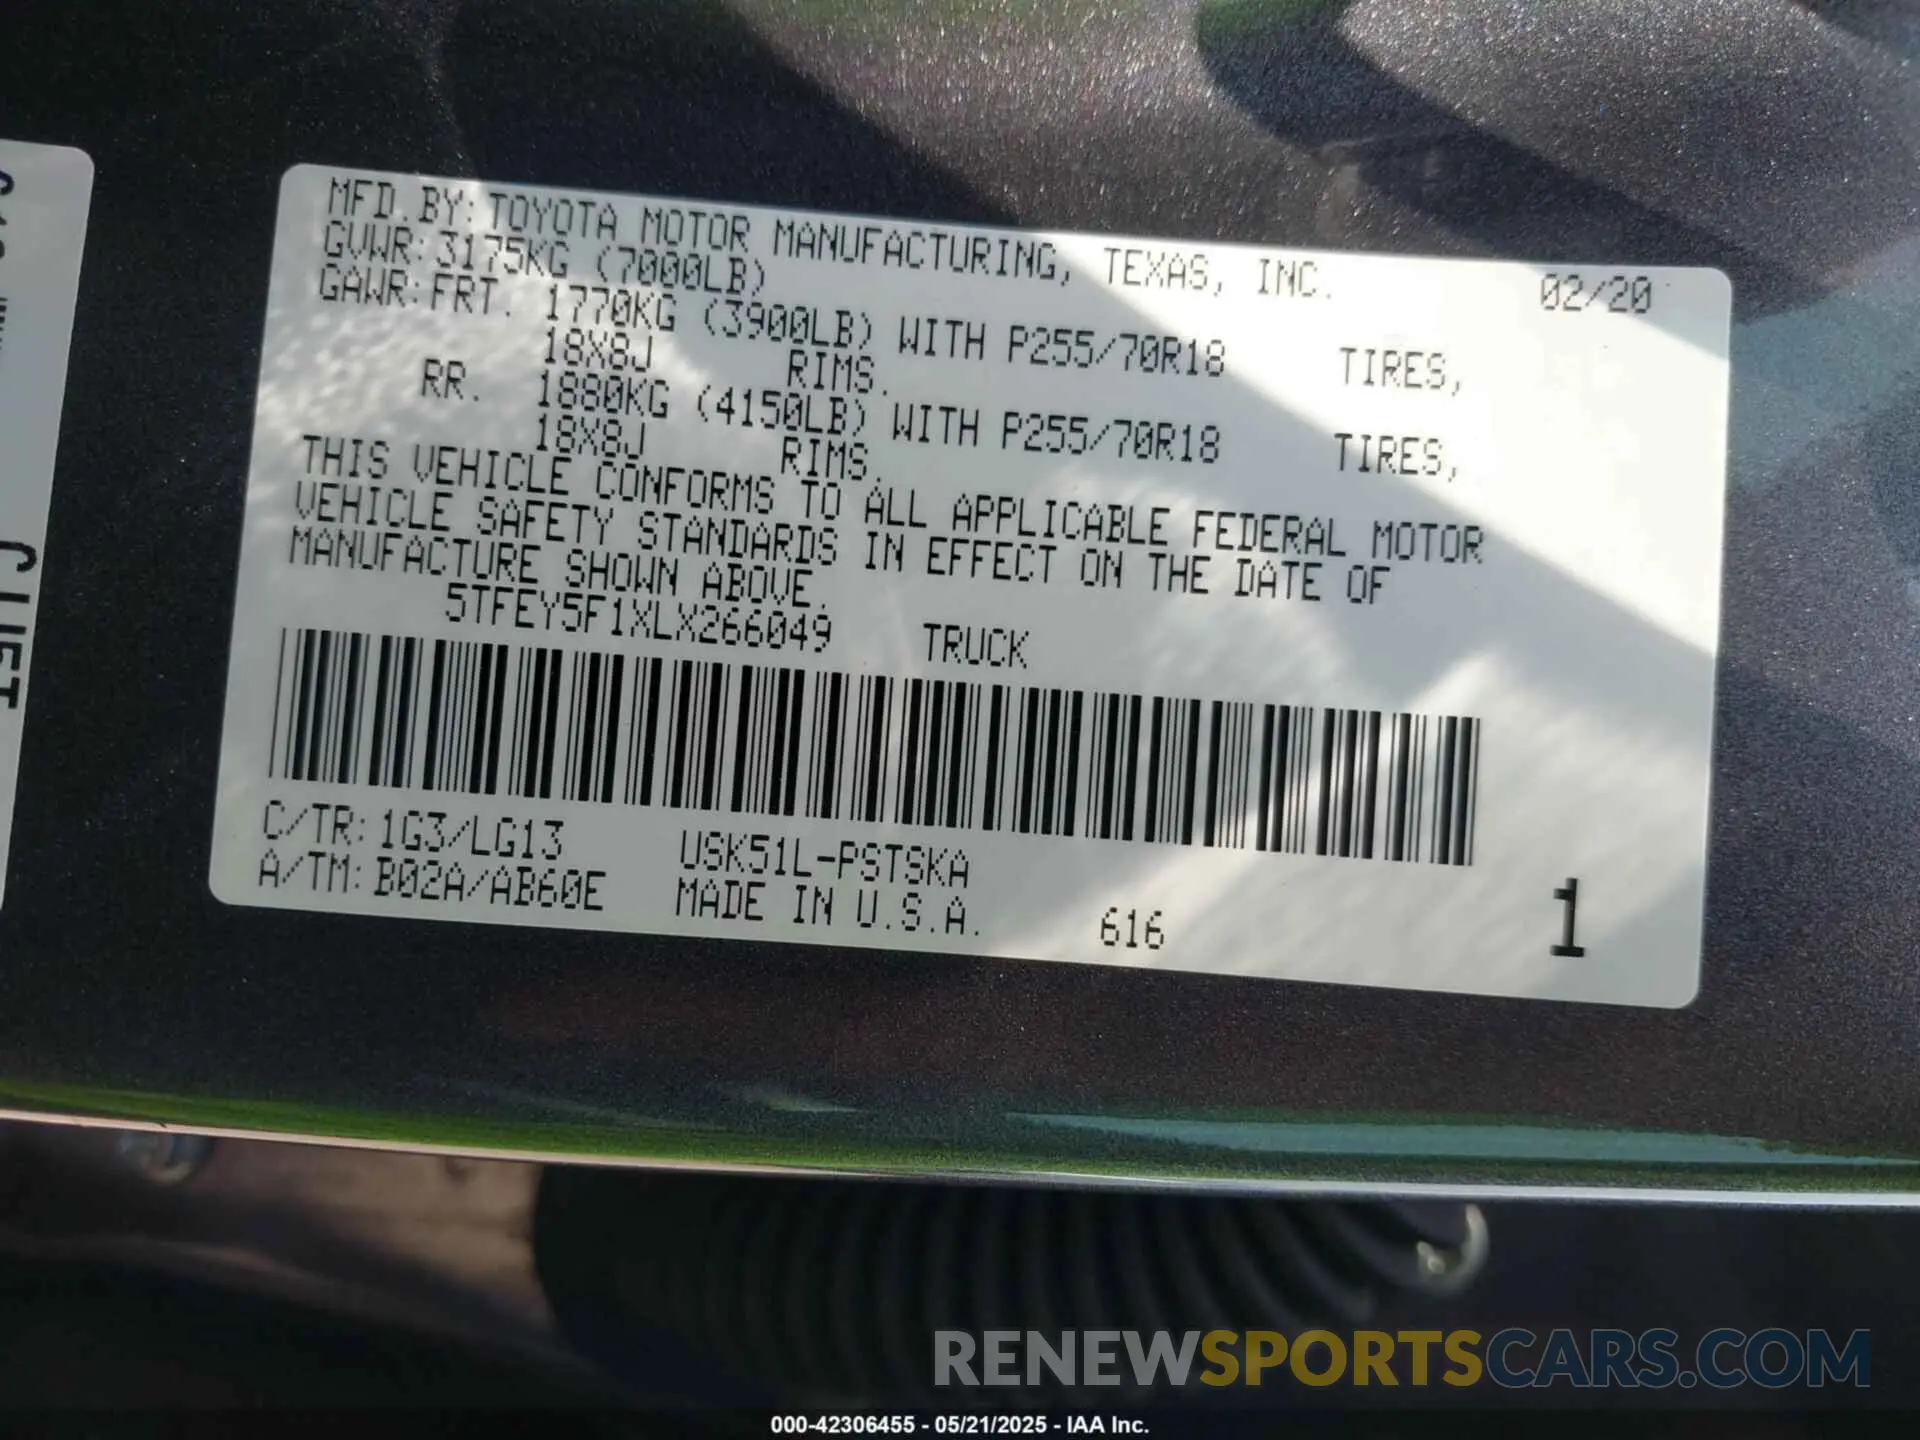 MFD.BY: TOYOTA MOTOR MANUFACTURING, TEXAS, INC. 02/20
GVWR: 3175KG (7000LB)
GAWR: FRT. 1770KG (3900LB) WITH P255/70R18 TIRES,
18X8J RIMS.
RR. 1880KG (4150LB) WITH P255/70R18 TIRES,
18X8J RIMS.
THIS VEHICLE CONFORMS TO ALL APPLICABLE FEDERAL MOTOR
VEHICLE SAFETY STANDARDS IN EFFECT ON THE DATE OF
MANUFACTURE SHOWN ABOVE.
5TFEY5F1XLX266049 TRUCK
C/TR: 1G3/LG13 USK51L-PSTSKA
A/TM: B02A/AB60E MADE IN U.S.A. 616 1
RENEWSPORTSCARS.COM
000-42306455 - 05/21/2025 - IAA Inc.